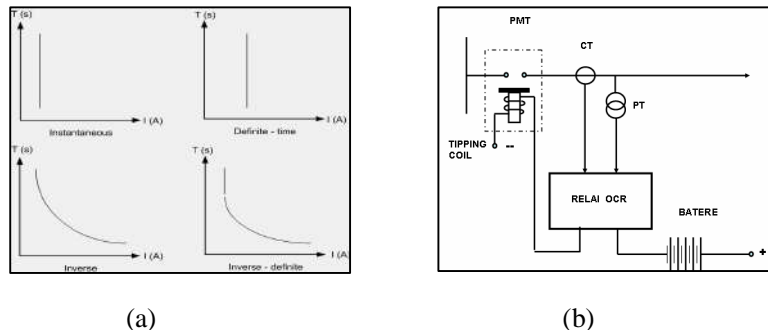 T (s)
I (A)
Instantaneous
T (s)
I (A)
Definite - time
T (s)
I (A)
Inverse
T (s)
I (A)
Inverse - definite
(a)
PMT
CT
PT
TIPPING
COIL
--
RELAI OCR
BATERE
+
(b)